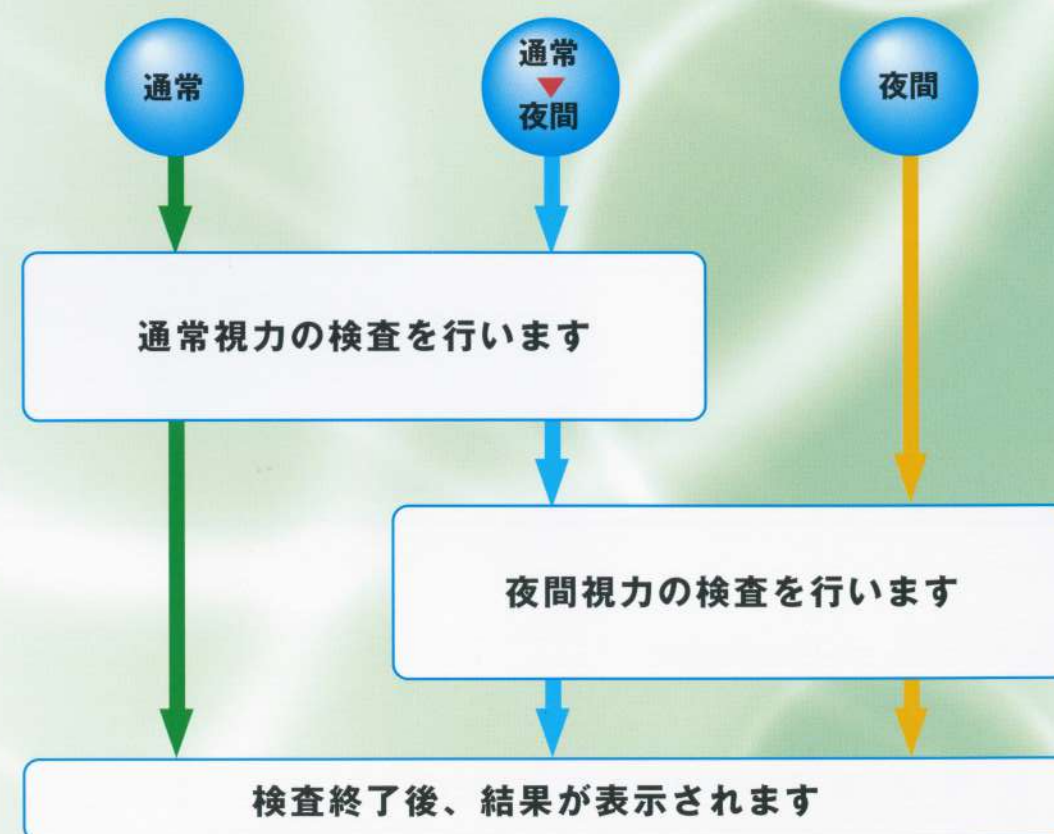 通常
通常
▼
夜間
夜間
通常視力の検査を行います
夜間視力の検査を行います
検査終了後、結果が表示されます